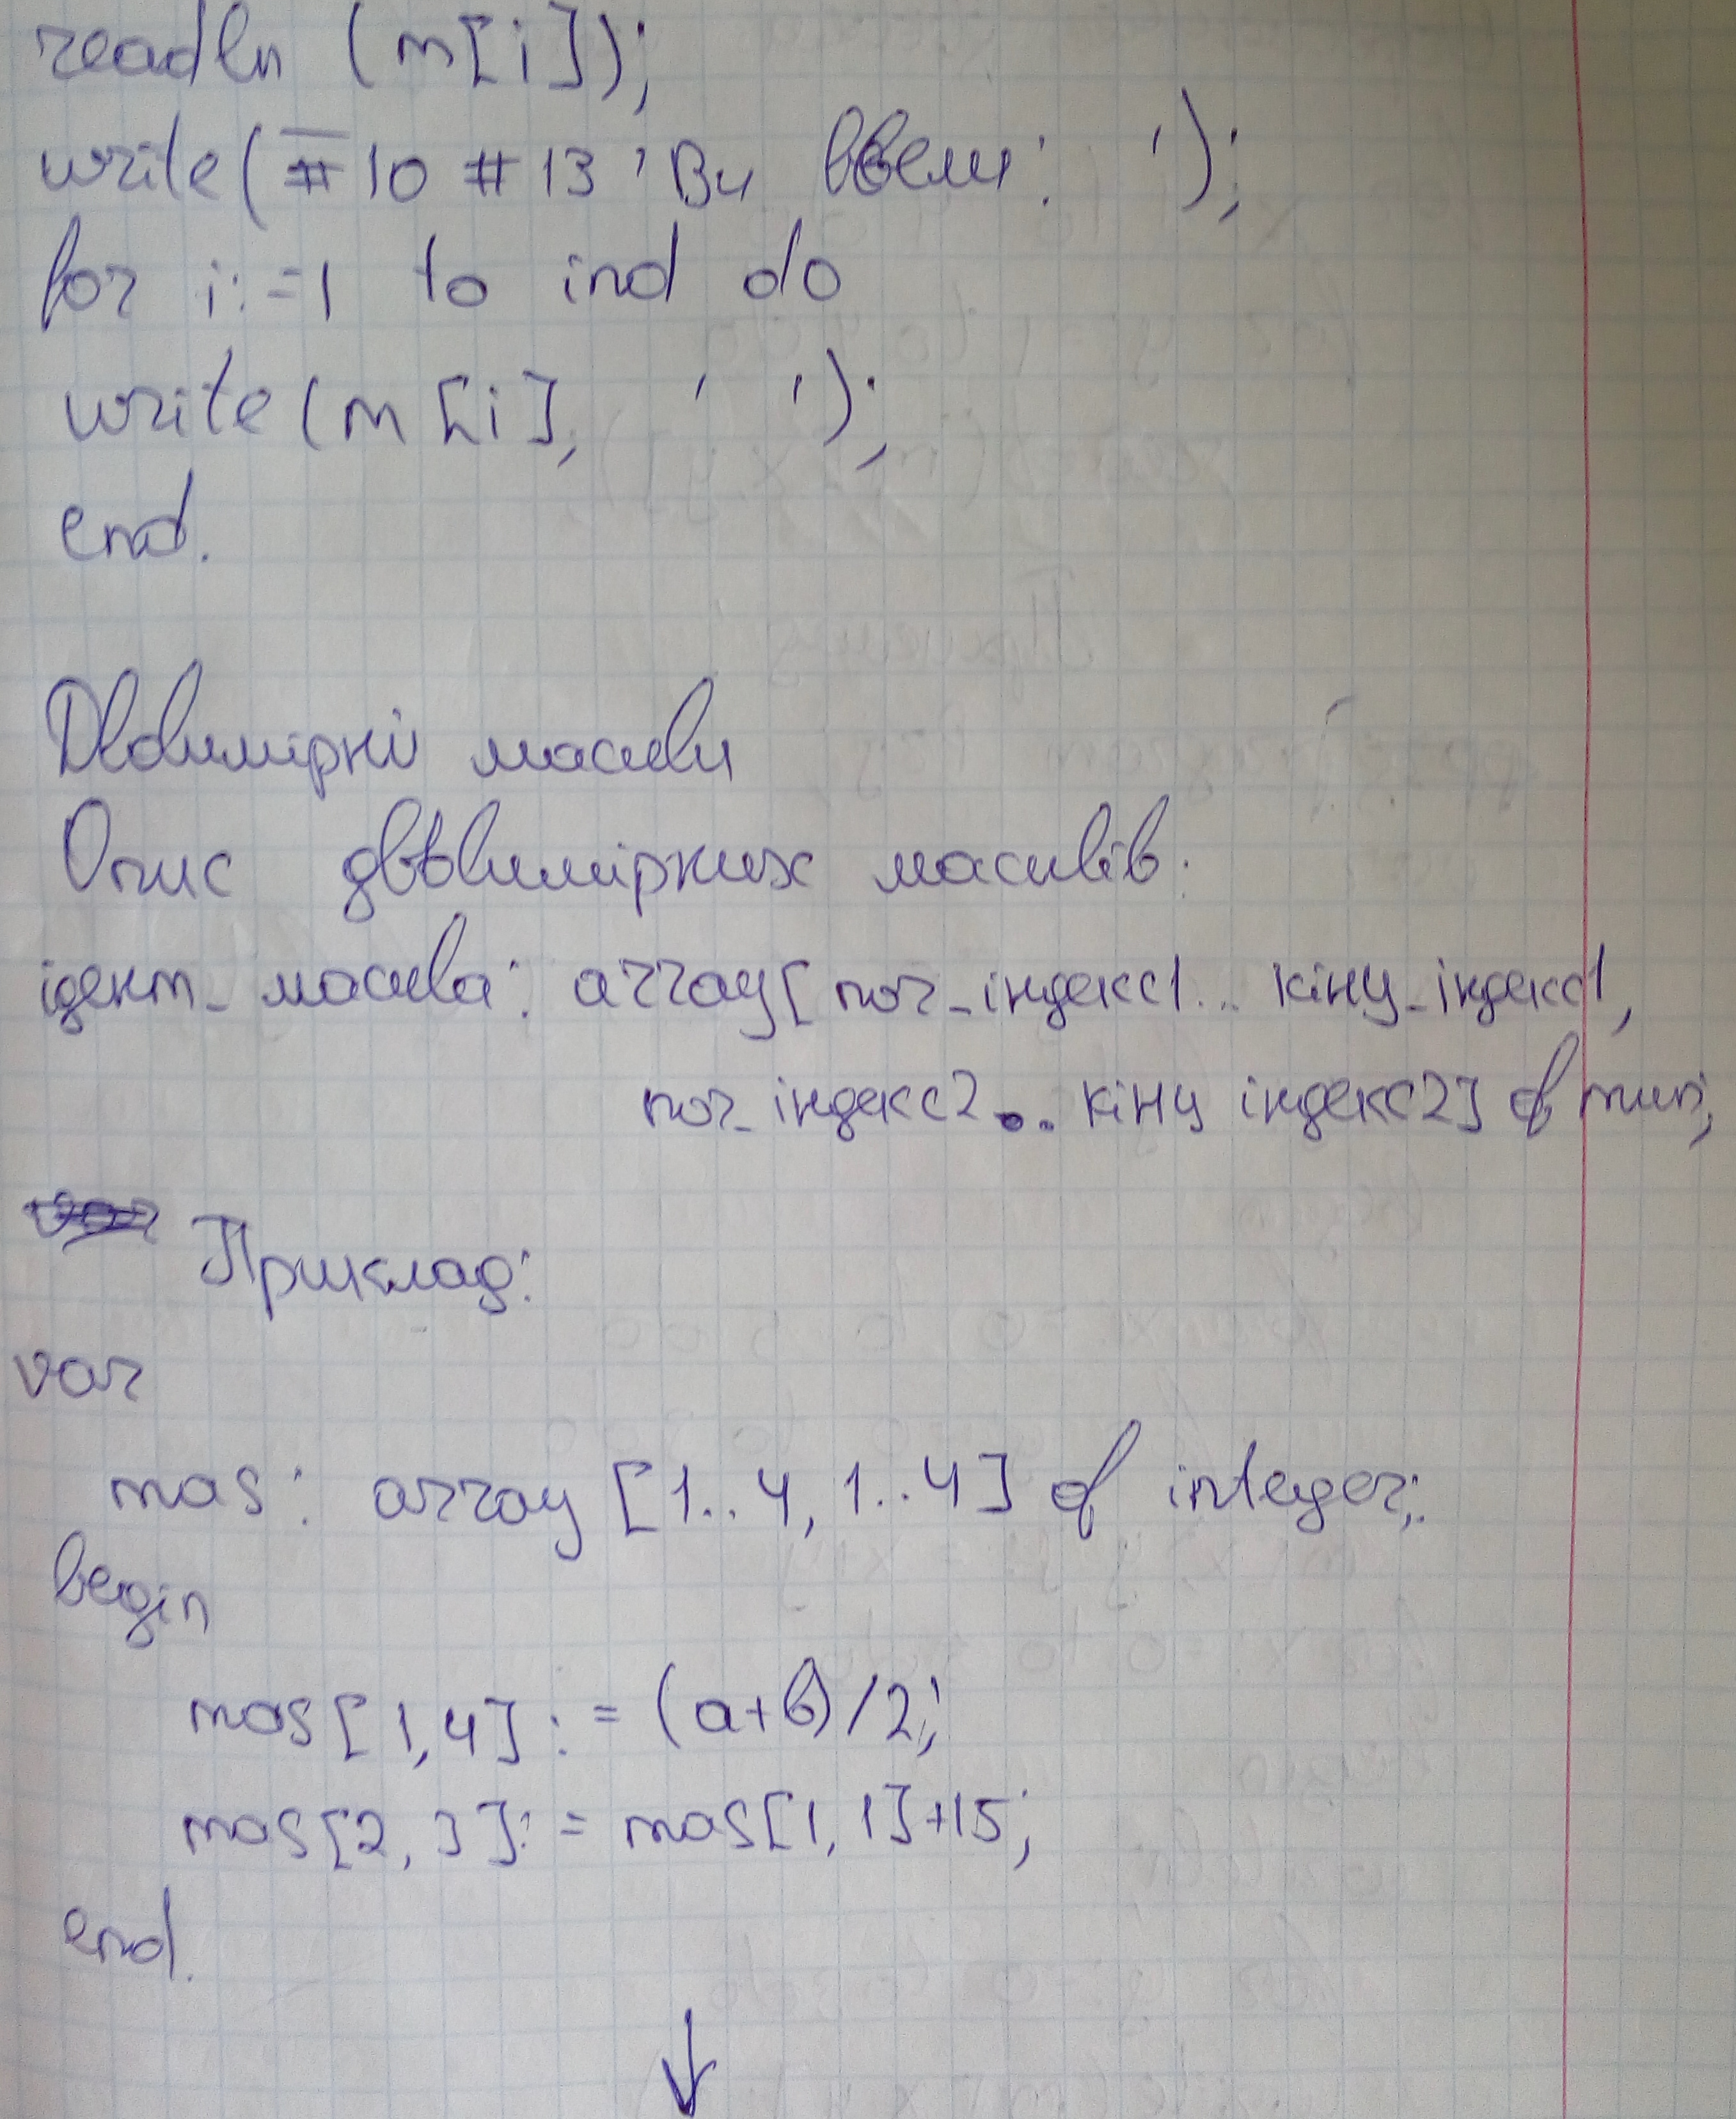 readln (m[i]);
write(#10 #13 'Ви ввели: ');
for i:=1 to ind do
write(m[i], ' ');
end.
Двовимірні масиви
Опис двовимірних масивів:
ідент_масива: array[поч_індекс1.. кінц_індекс1,
поч_індекс2.. кінц індекс2] of тип;
Приклад:
var
mas: array [1..4, 1..4] of integer;
begin
mas[1,4]:=(a+b)/2;
mas[2,3]:=mas[1,1]+15;
end.